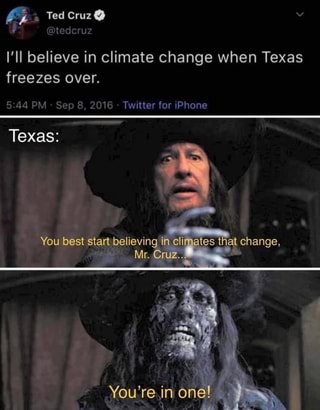 Ted Cruz
@tedcruz
I'll believe in climate change when Texas
freezes over.
5:44 PM · Sep 8, 2016 · Twitter for iPhone
Texas:
You best start believing in climates that change,
Mr. Cruz...
You're in one!